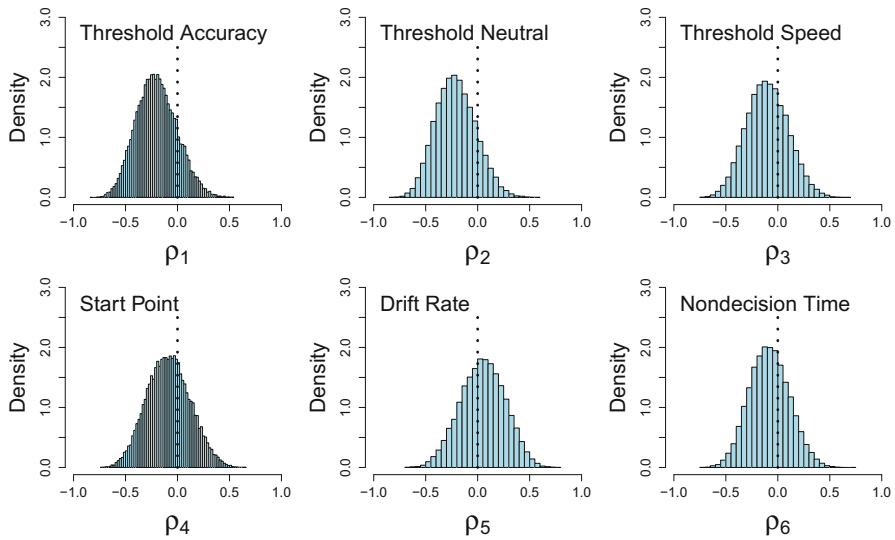 Threshold Accuracy
Density
0.0 1.0 2.0 3.0
−1.0 −0.5 0.0 0.5 1.0
ρ1
Threshold Neutral
Density
0.0 1.0 2.0 3.0
−1.0 −0.5 0.0 0.5 1.0
ρ2
Threshold Speed
Density
0.0 1.0 2.0 3.0
−1.0 −0.5 0.0 0.5 1.0
ρ3
Start Point
Density
0.0 1.0 2.0 3.0
−1.0 −0.5 0.0 0.5 1.0
ρ4
Drift Rate
Density
0.0 1.0 2.0 3.0
−1.0 −0.5 0.0 0.5 1.0
ρ5
Nondecision Time
Density
0.0 1.0 2.0 3.0
−1.0 −0.5 0.0 0.5 1.0
ρ6